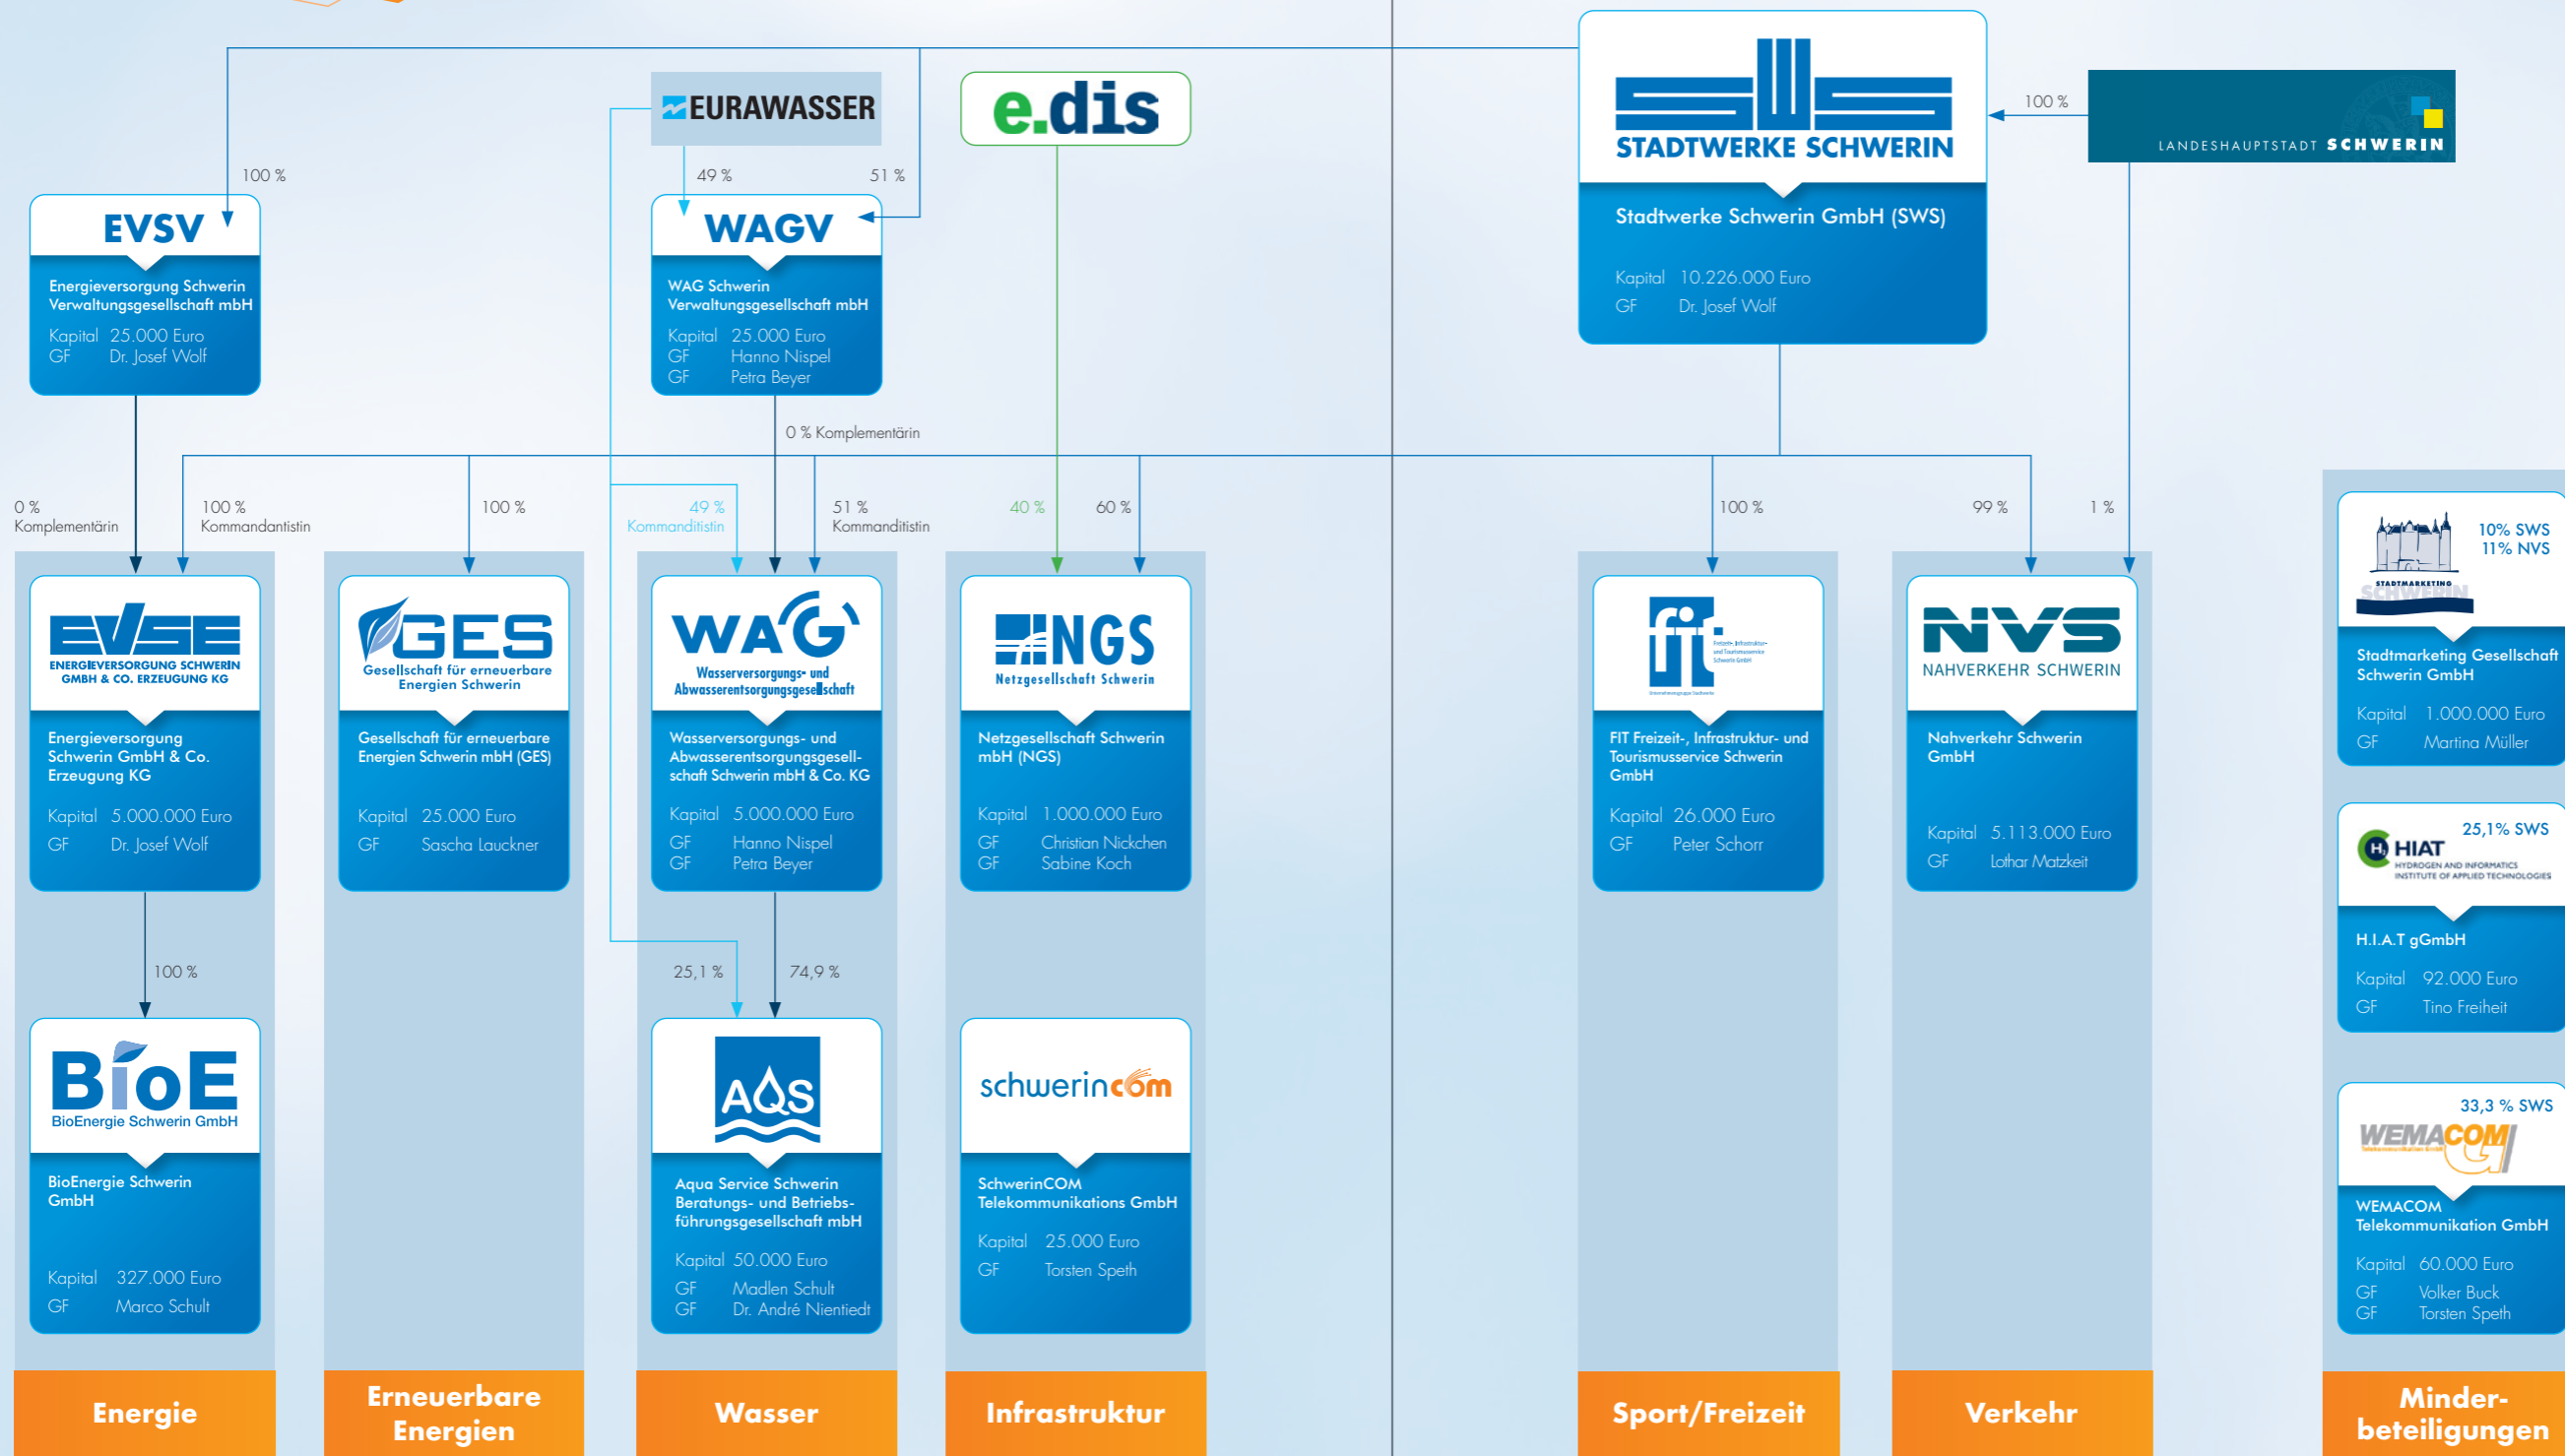 STADTWERKE SCHWERIN
Stadtwerke Schwerin GmbH (SWS)
Kapital 10.226.000 Euro
GF Dr. Josef Wolf
100 %
LANDESHAUPTSTADT SCHWERIN
EURAWASSER
e.dis
100 %
49 %
51 %
EVSV
Energieversorgung Schwerin
Verwaltungsgesellschaft mbH
Kapital 25.000 Euro
GF Dr. Josef Wolf
WAGV
WAG Schwerin
Verwaltungsgesellschaft mbH
Kapital 25.000 Euro
GF Hanno Nispel
GF Petra Beyer
0 % Komplementärin
0 %
Komplementärin
100 %
Kommandantistin
100 %
49 %
Kommanditistin
51 %
Kommanditistin
40 %
60 %
100 %
99 %
1 %
EVSE
ENERGIEVERSORGUNG SCHWERIN
GMBH & CO. ERZEUGUNG KG
Energieversorgung
Schwerin GmbH & Co.
Erzeugung KG
Kapital 5.000.000 Euro
GF Dr. Josef Wolf
GES
Gesellschaft für erneuerbare
Energien Schwerin
Gesellschaft für erneuerbare
Energien Schwerin mbH (GES)
Kapital 25.000 Euro
GF Sascha Lauckner
WAG
Wasserversorgungs- und
Abwasserentsorgungsgesellschaft
Wasserversorgungs- und
Abwasserentsorgungsgesell-
schaft Schwerin mbH & Co. KG
Kapital 5.000.000 Euro
GF Hanno Nispel
GF Petra Beyer
NGS
Netzgesellschaft Schwerin
Netzgesellschaft Schwerin
mbH (NGS)
Kapital 1.000.000 Euro
GF Christian Nickchen
GF Sabine Koch
fit
Freizeit-, Infrastruktur-
und Tourismusservice
Schwerin GmbH
Unternehmensgruppe Stadtwerke
FIT Freizeit-, Infrastruktur- und
Tourismusservice Schwerin
GmbH
Kapital 26.000 Euro
GF Peter Schorr
NVS
NAHVERKEHR SCHWERIN
Nahverkehr Schwerin
GmbH
Kapital 5.113.000 Euro
GF Lothar Matzkeit
10% SWS
11% NVS
STADTMARKETING
SCHWERIN
Stadtmarketing Gesellschaft
Schwerin GmbH
Kapital 1.000.000 Euro
GF Martina Müller
25,1% SWS
H2 HIAT
HYDROGEN AND INFORMATICS
INSTITUTE OF APPLIED TECHNOLOGIES
H.I.A.T gGmbH
Kapital 92.000 Euro
GF Tino Freiheit
100 %
25,1 %
74,9 %
BioE
BioEnergie Schwerin GmbH
BioEnergie Schwerin
GmbH
Kapital 327.000 Euro
GF Marco Schult
AQS
Aqua Service Schwerin
Beratungs- und Betriebs-
führungsgesellschaft mbH
Kapital 50.000 Euro
GF Madlen Schult
GF Dr. André Nientiedt
schwerincom
SchwerinCOM
Telekommunikations GmbH
Kapital 25.000 Euro
GF Torsten Speth
33,3 % SWS
WEMACOM
Telekommunikation GmbH
WEMACOM
Telekommunikation GmbH
Kapital 60.000 Euro
GF Volker Buck
GF Torsten Speth
Energie
Erneuerbare
Energien
Wasser
Infrastruktur
Sport/Freizeit
Verkehr
Minder-
beteiligungen